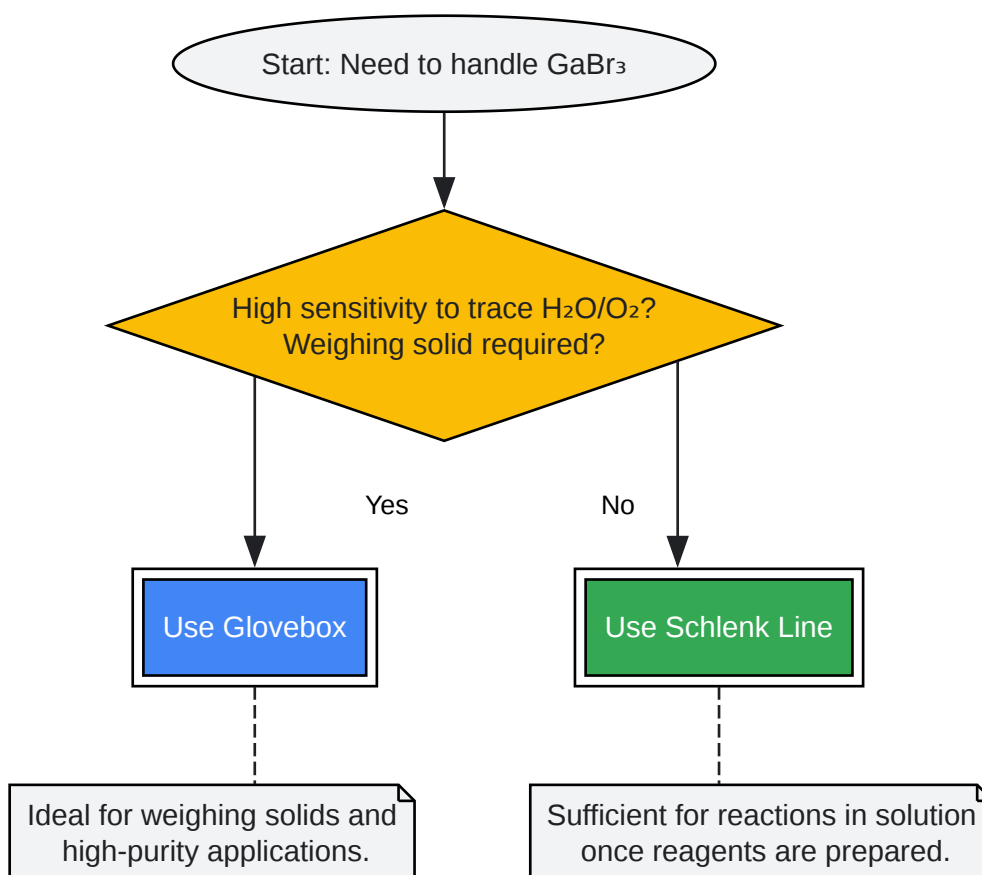 Start: Need to handle GaBr₃
High sensitivity to trace H₂O/O₂?
Weighing solid required?
Yes
No
Use Glovebox
Use Schlenk Line
Ideal for weighing solids and
high-purity applications.
Sufficient for reactions in solution
once reagents are prepared.